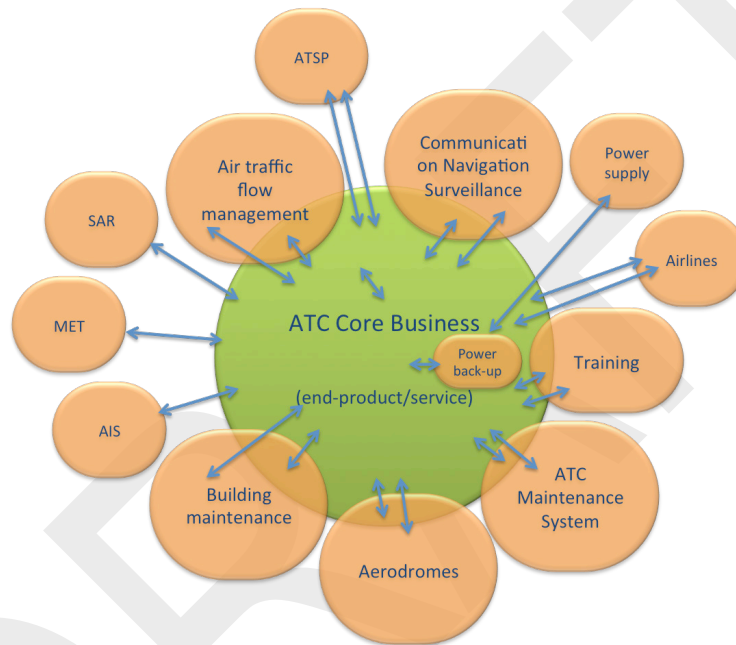 ATSP
Communicati
on Navigation
Surveillance
Air traffic
flow
management
Power
supply
SAR
Airlines
MET
ATC Core Business
Power
back-up
Training
(end-product/service)
AIS
Building
maintenance
ATC
Maintenance
System
Aerodromes